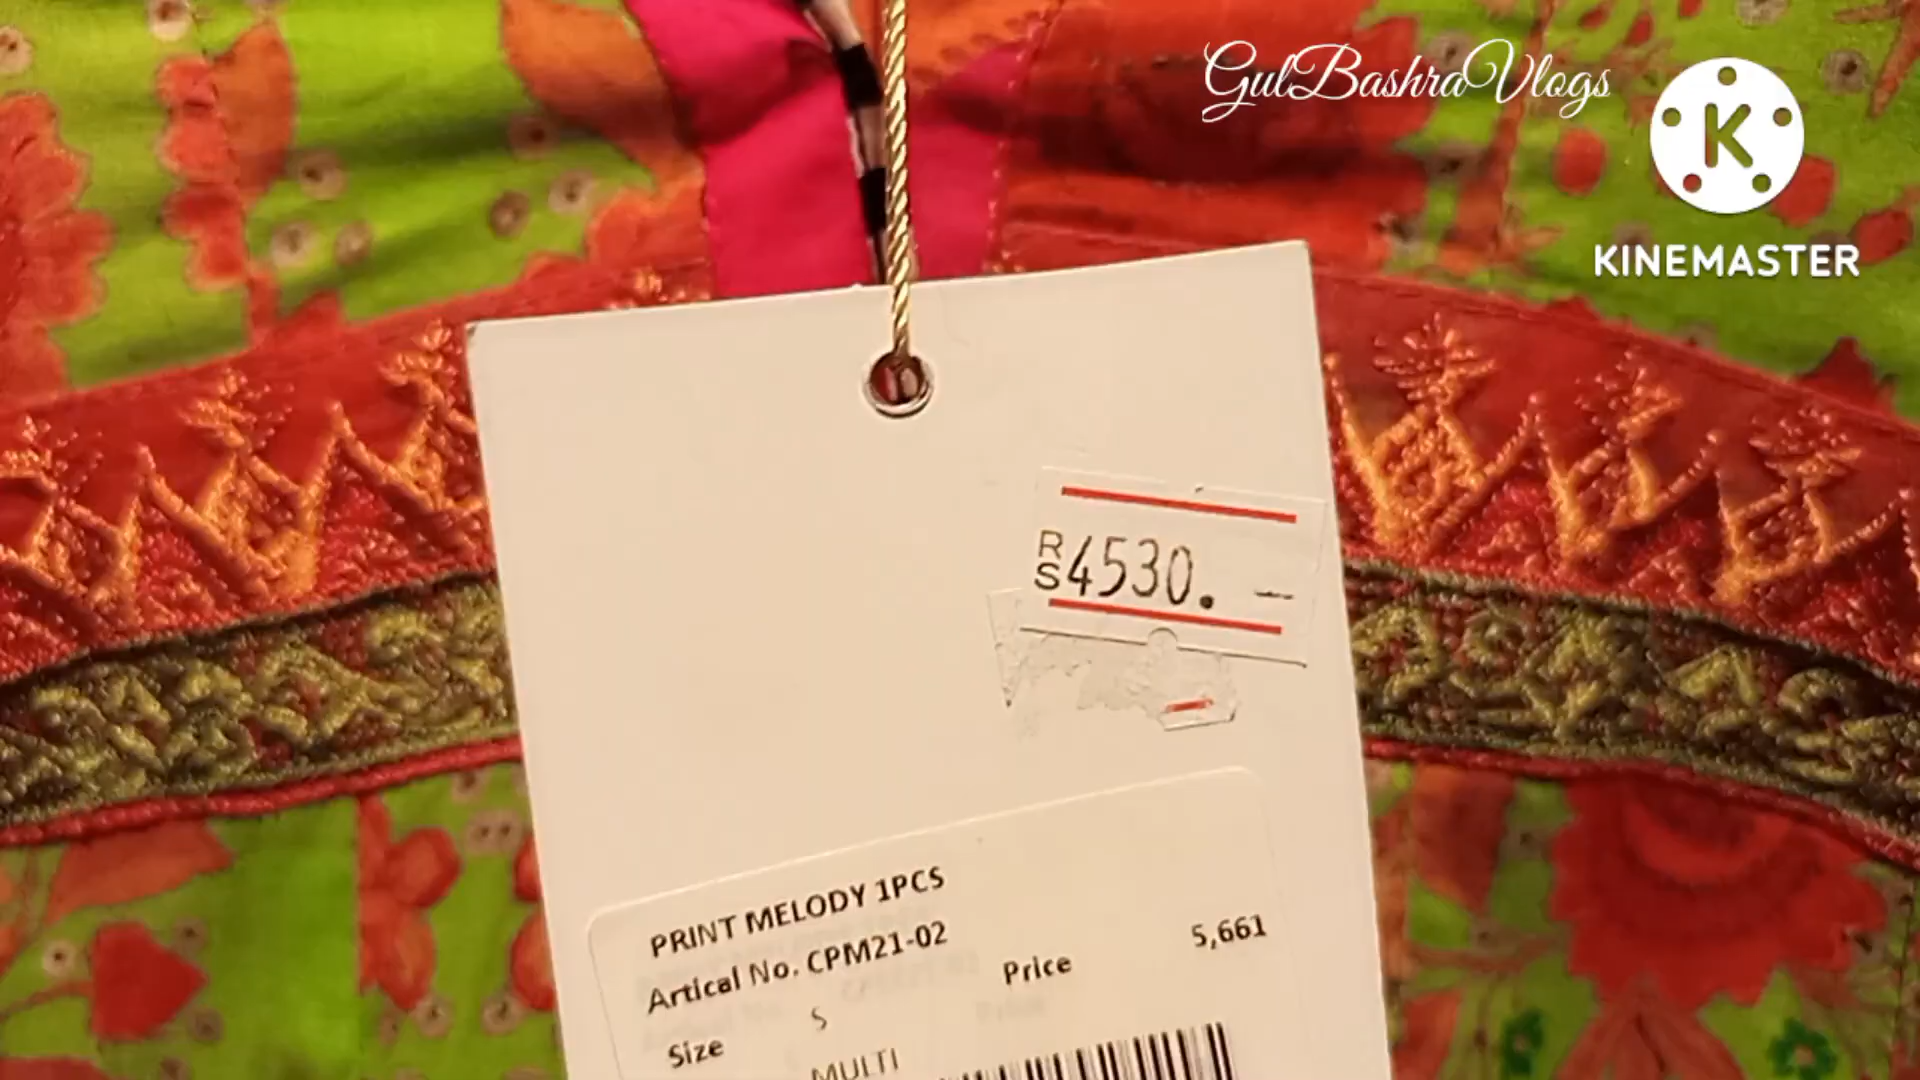 GulBashraVlogs
K
KINEMASTER
RS4530. —
PRINT MELODY 1PCS
Artical No. CPM21-02
Price 5,661
Size S
MULTI